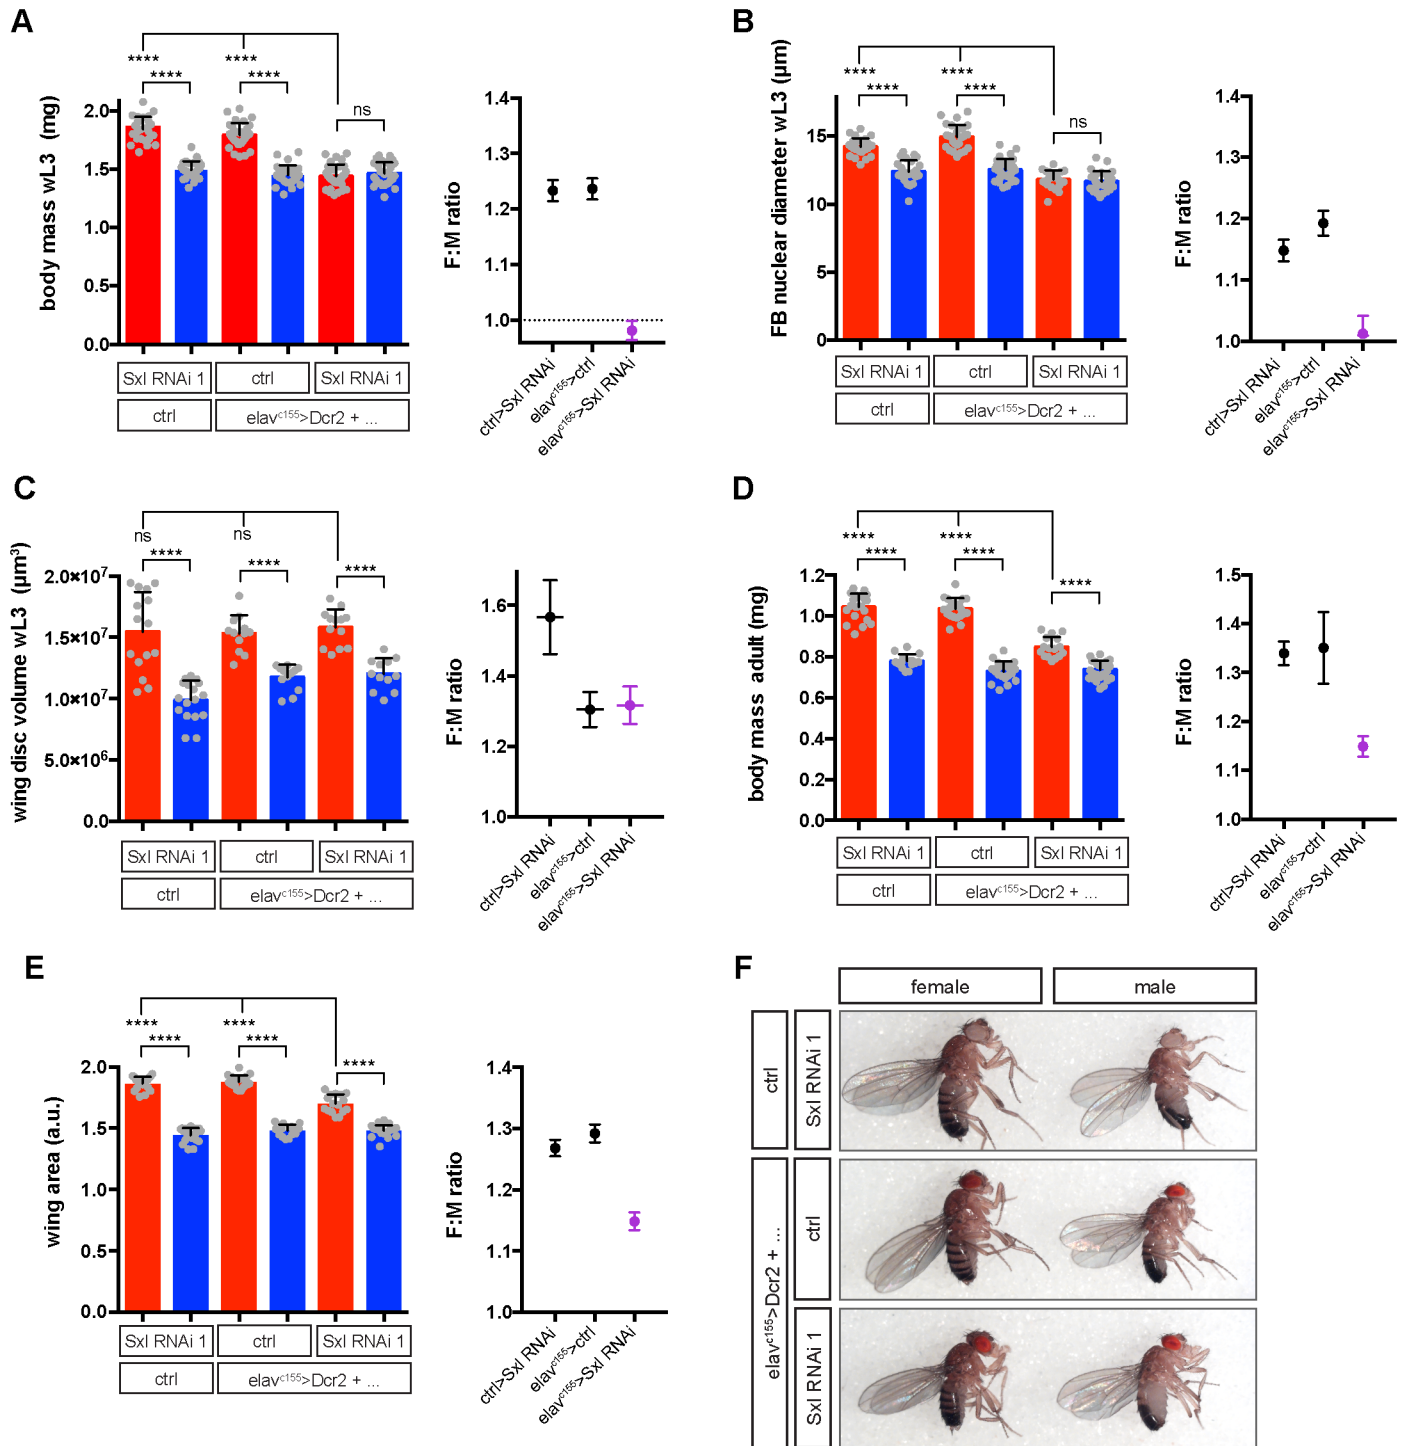 A
body mass wL3 (mg)
2.0
1.5
1.0
0.5
0.0
****
****
****
****
ns
Sxl RNAi 1
ctrl
Sxl RNAi 1
ctrl
elavc155>Dcr2 + ...
F:M ratio
1.4
1.3
1.2
1.1
1.0
ctrl>Sxl RNAi
elavc155>ctrl
elavc155>Sxl RNAi
B
FB nuclear diameter wL3 (µm)
15
10
5
0
****
****
****
****
ns
Sxl RNAi 1
ctrl
Sxl RNAi 1
ctrl
elavc155>Dcr2 + ...
F:M ratio
1.4
1.3
1.2
1.1
1.0
ctrl>Sxl RNAi
elavc155>ctrl
elavc155>Sxl RNAi
C
wing disc volume wL3 (µm³)
2.0×10⁷
1.5×10⁷
1.0×10⁷
5.0×10⁶
0.0
ns
ns
****
****
****
Sxl RNAi 1
ctrl
Sxl RNAi 1
ctrl
elavc155>Dcr2 + ...
F:M ratio
1.6
1.4
1.2
1.0
ctrl>Sxl RNAi
elavc155>ctrl
elavc155>Sxl RNAi
D
body mass adult (mg)
1.2
1.0
0.8
0.6
0.4
0.2
0.0
****
****
****
****
****
Sxl RNAi 1
ctrl
Sxl RNAi 1
ctrl
elavc155>Dcr2 + ...
F:M ratio
1.5
1.4
1.3
1.2
1.1
1.0
ctrl>Sxl RNAi
elavc155>ctrl
elavc155>Sxl RNAi
E
wing area (a.u.)
2.0
1.5
1.0
0.5
0.0
****
****
****
****
****
Sxl RNAi 1
ctrl
Sxl RNAi 1
ctrl
elavc155>Dcr2 + ...
F:M ratio
1.4
1.3
1.2
1.1
1.0
ctrl>Sxl RNAi
elavc155>ctrl
elavc155>Sxl RNAi
F
female
male
ctrl
Sxl RNAi 1
elavc155>Dcr2 + ...
ctrl
Sxl RNAi 1